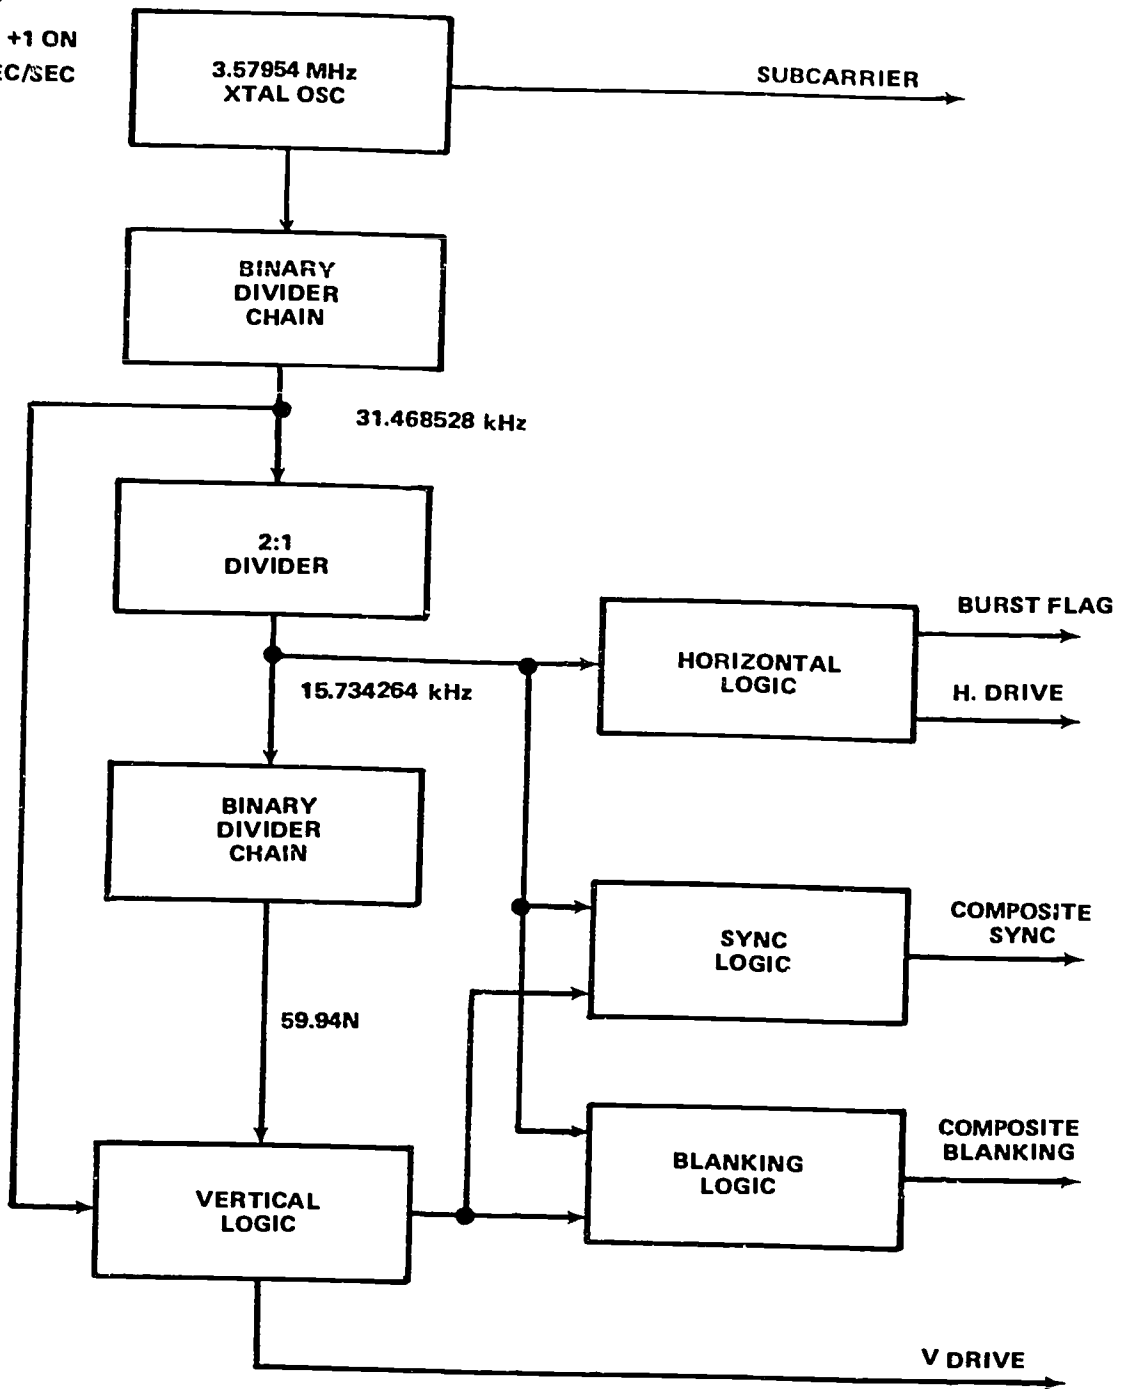 +1 ON
EC/SEC
3.57954 MHz
XTAL OSC
SUBCARRIER
BINARY
DIVIDER
CHAIN
31.468528 kHz
2:1
DIVIDER
15.734264 kHz
HORIZONTAL
LOGIC
BURST FLAG
H. DRIVE
BINARY
DIVIDER
CHAIN
SYNC
LOGIC
COMPOSITE
SYNC
59.94N
BLANKING
LOGIC
COMPOSITE
BLANKING
VERTICAL
LOGIC
V DRIVE